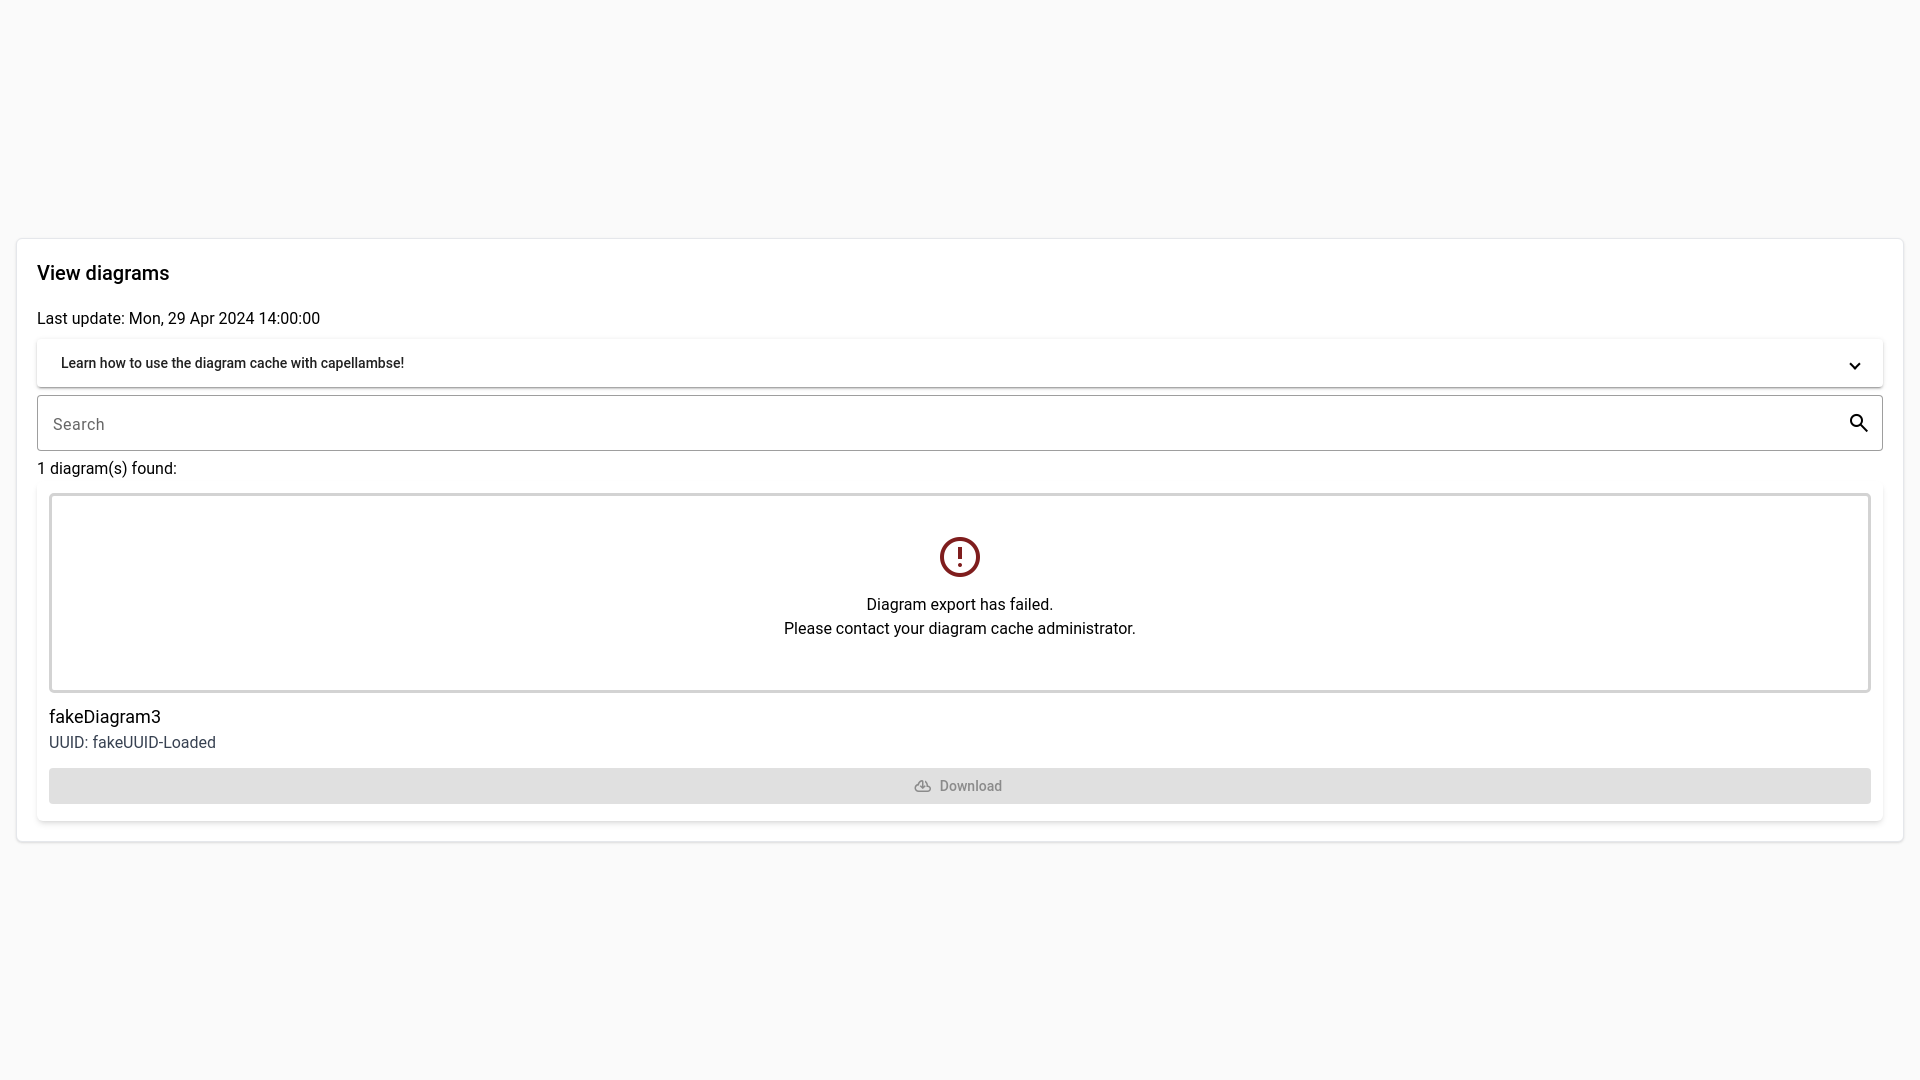 View diagrams
Last update: Mon, 29 Apr 2024 14:00:00
Learn how to use the diagram cache with capellambse!
Search
1 diagram(s) found:
Diagram export has failed.
Please contact your diagram cache administrator.
fakeDiagram3
UUID: fakeUUID-Loaded
Download